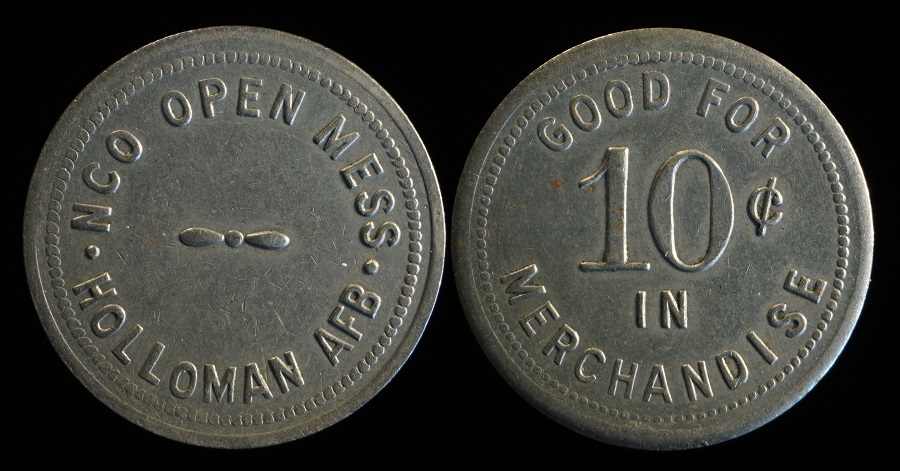 NCO OPEN MESS
· HOLLOMAN AFB ·
GOOD FOR
10¢
IN
MERCHANDISE